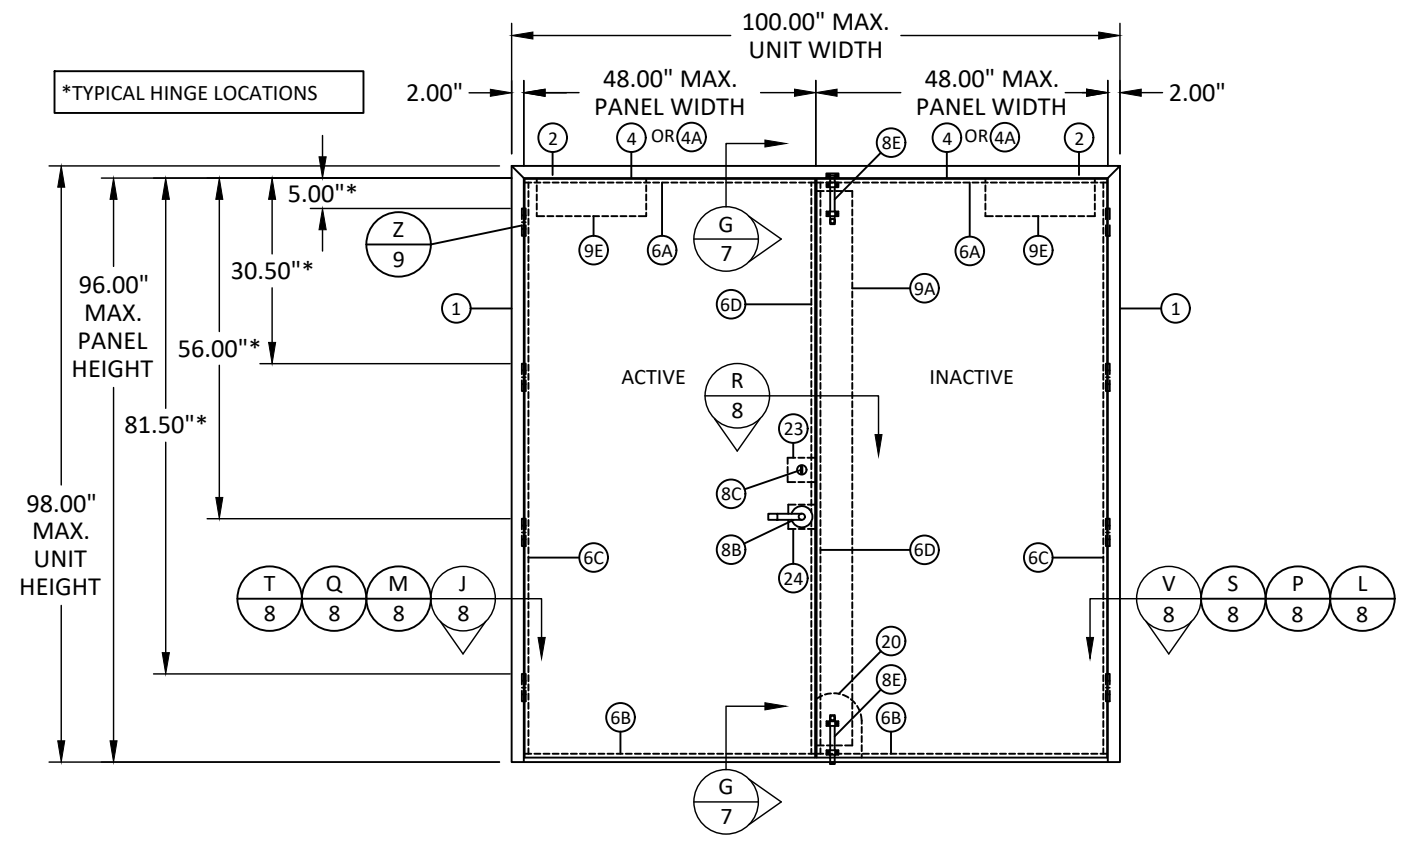 100.00" MAX.
UNIT WIDTH
*TYPICAL HINGE LOCATIONS
2.00"
48.00" MAX.
PANEL WIDTH
48.00" MAX.
PANEL WIDTH
2.00"
2
4 OR 4A
8E
4 OR 4A
2
5.00"*
G
7
Z
9
9E
6A
6A
9E
30.50"*
96.00"
MAX.
PANEL
HEIGHT
1
6D
9A
1
56.00"*
ACTIVE
R
8
INACTIVE
81.50"*
23
8C
98.00"
MAX.
UNIT
HEIGHT
6C
8B
24
6D
6C
T
8
Q
8
M
8
J
8
V
8
S
8
P
8
L
8
20
8E
6B
6B
G
7